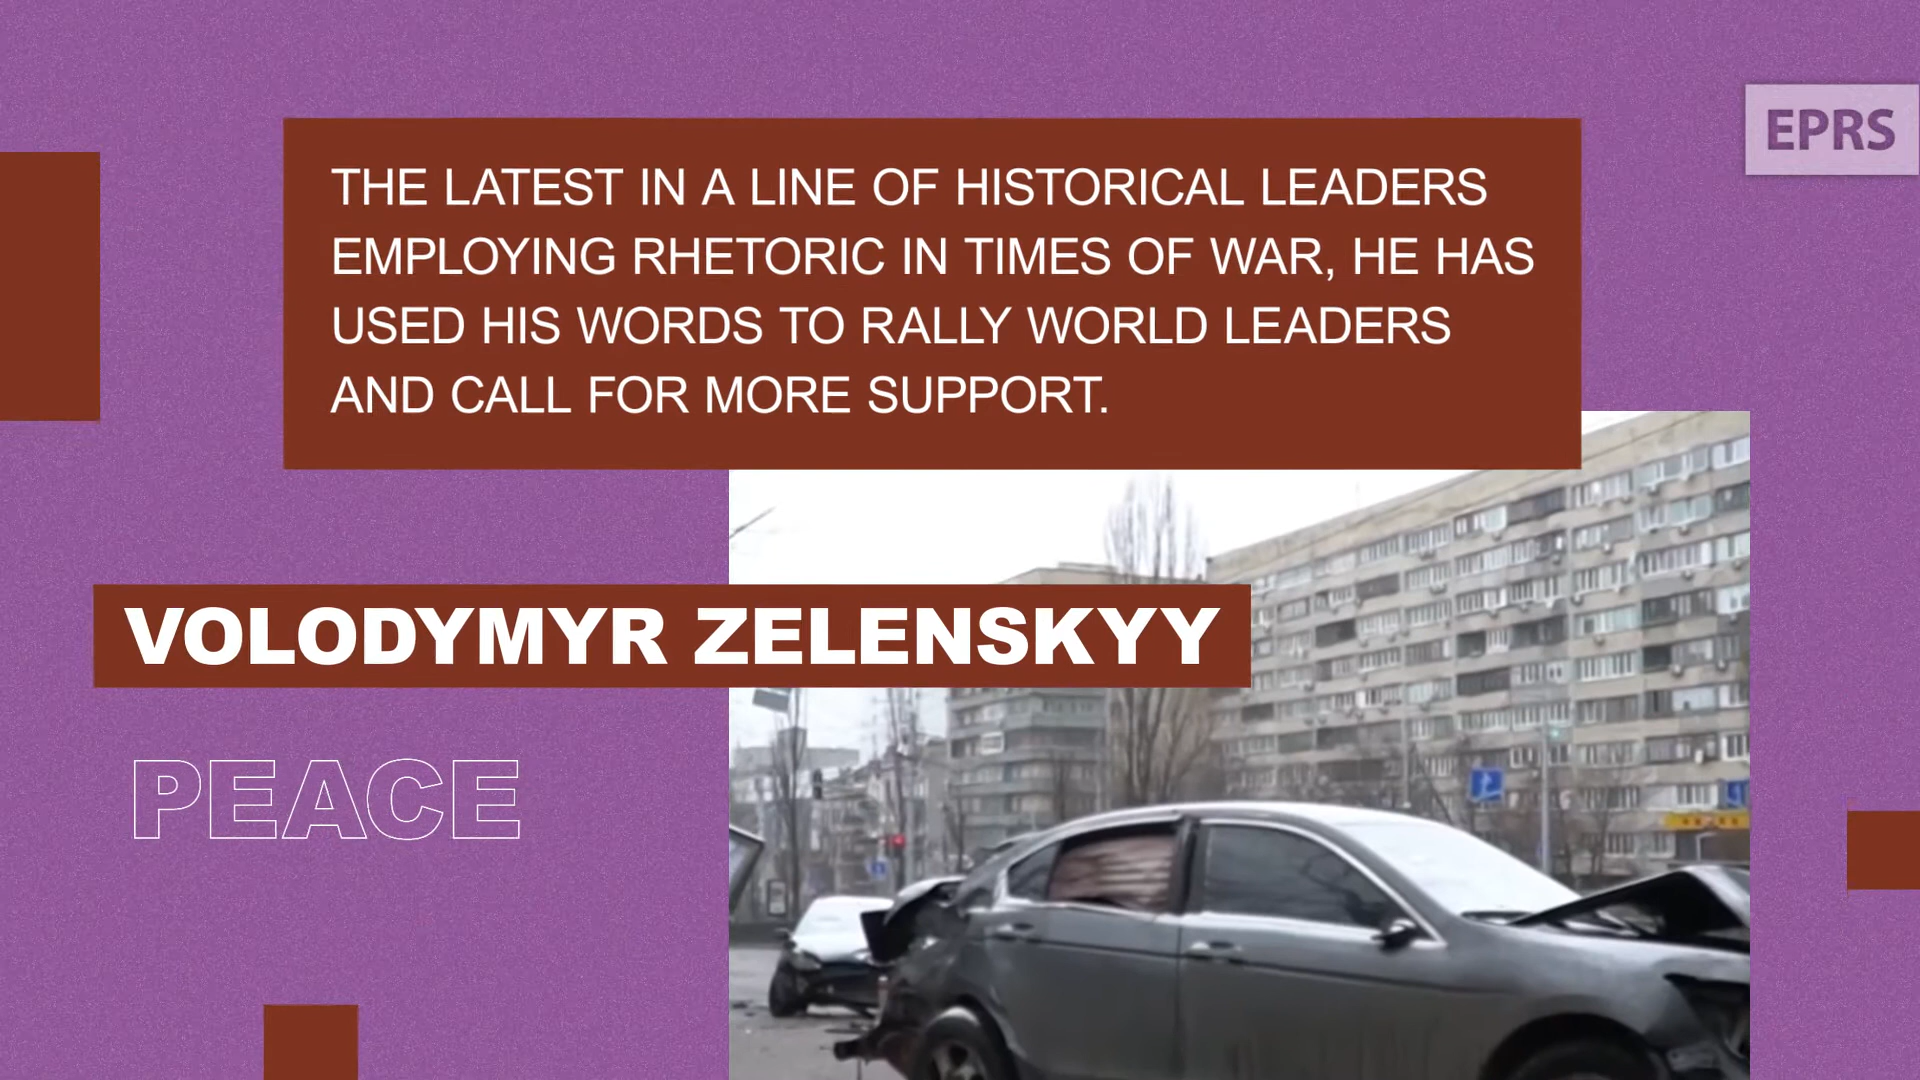 EPRS
THE LATEST IN A LINE OF HISTORICAL LEADERS
EMPLOYING RHETORIC IN TIMES OF WAR, HE HAS
USED HIS WORDS TO RALLY WORLD LEADERS
AND CALL FOR MORE SUPPORT.
VOLODYMYR ZELENSKYY
PEACE